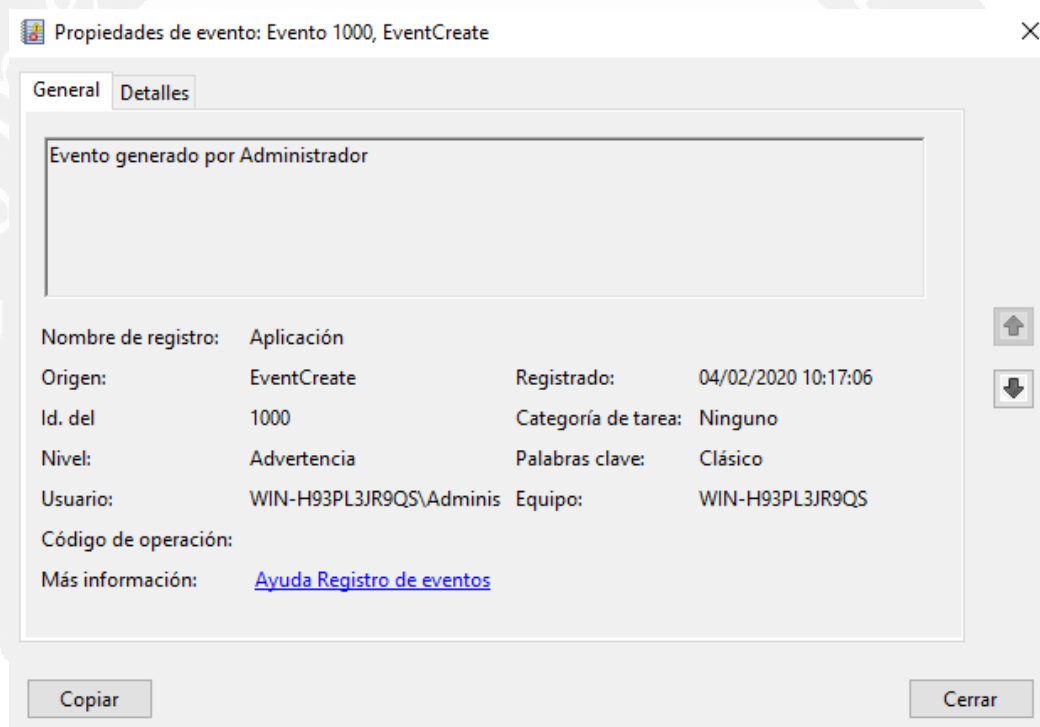 Propiedades de evento: Evento 1000, EventCreate
General Detalles
Evento generado por Administrador
Nombre de registro: Aplicación
Origen: EventCreate Registrado: 04/02/2020 10:17:06
Id. del 1000 Categoría de tarea: Ninguno
Nivel: Advertencia Palabras clave: Clásico
Usuario: WIN-H93PL3JR9QS\Adminis Equipo: WIN-H93PL3JR9QS
Código de operación:
Más información: Ayuda Registro de eventos
Copiar Cerrar